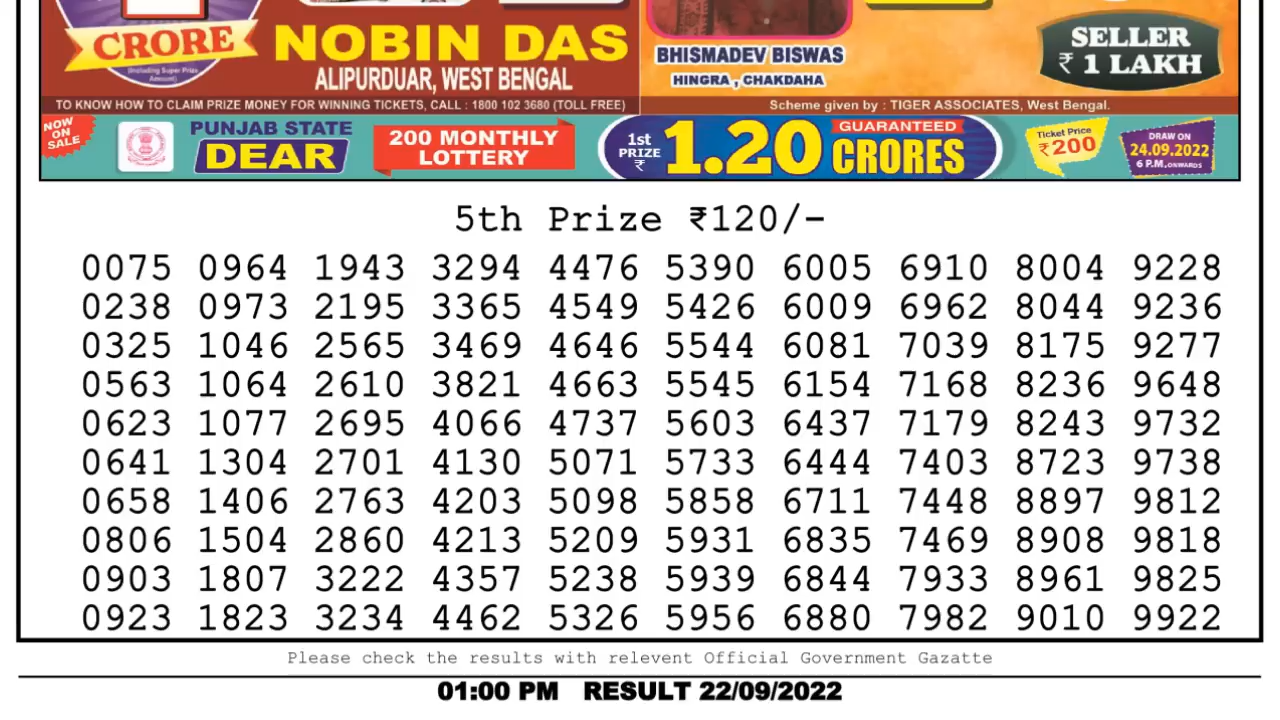 CRORE
(Including Super Prize
Amount)
NOBIN DAS
ALIPURDUAR, WEST BENGAL
BHISMADEV BISWAS
HINGRA , CHAKDAHA
SELLER
₹ 1 LAKH
TO KNOW HOW TO CLAIM PRIZE MONEY FOR WINNING TICKETS, CALL : 1800 102 3680 (TOLL FREE)
Scheme given by : TIGER ASSOCIATES, West Bengal.
NOW
ON
SALE
PUNJAB STATE
DEAR
200 MONTHLY
LOTTERY
1st
PRIZE
₹
1.20
GUARANTEED
CRORES
Ticket Price
₹200
DRAW ON
24.09.2022
6 P.M. ONWARDS
5th Prize ₹120/-
0075 0964 1943 3294 4476 5390 6005 6910 8004 9228
0238 0973 2195 3365 4549 5426 6009 6962 8044 9236
0325 1046 2565 3469 4646 5544 6081 7039 8175 9277
0563 1064 2610 3821 4663 5545 6154 7168 8236 9648
0623 1077 2695 4066 4737 5603 6437 7179 8243 9732
0641 1304 2701 4130 5071 5733 6444 7403 8723 9738
0658 1406 2763 4203 5098 5858 6711 7448 8897 9812
0806 1504 2860 4213 5209 5931 6835 7469 8908 9818
0903 1807 3222 4357 5238 5939 6844 7933 8961 9825
0923 1823 3234 4462 5326 5956 6880 7982 9010 9922
Please check the results with relevent Official Government Gazatte
01:00 PM RESULT 22/09/2022